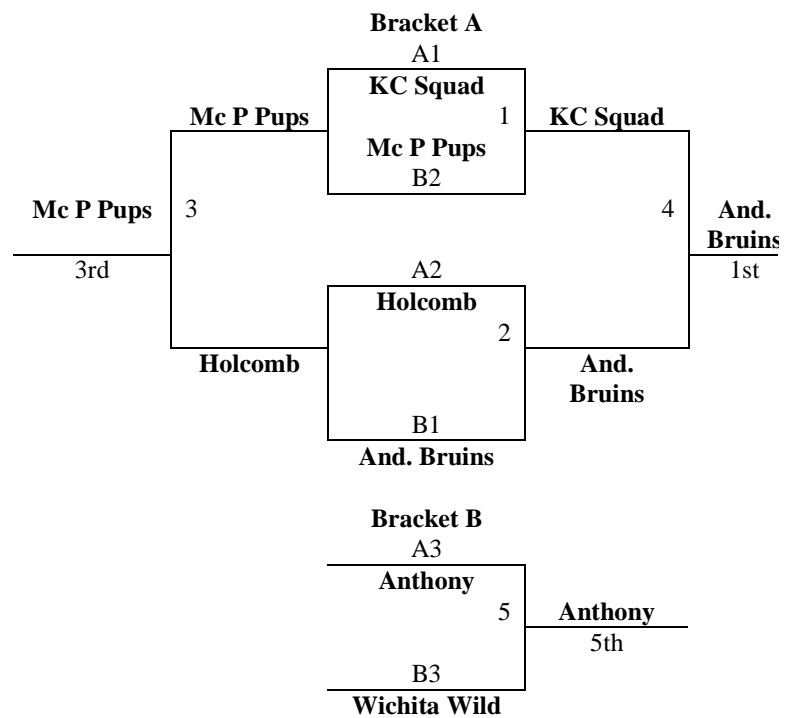 Bracket A
A1
KC Squad
Mc P Pups
1
KC Squad
Mc P Pups
B2
Mc P Pups
3
4
And.
Bruins
3rd
A2
1st
Holcomb
2
Holcomb
And.
Bruins
B1
And. Bruins
Bracket B
A3
Anthony
5
Anthony
5th
B3
Wichita Wild